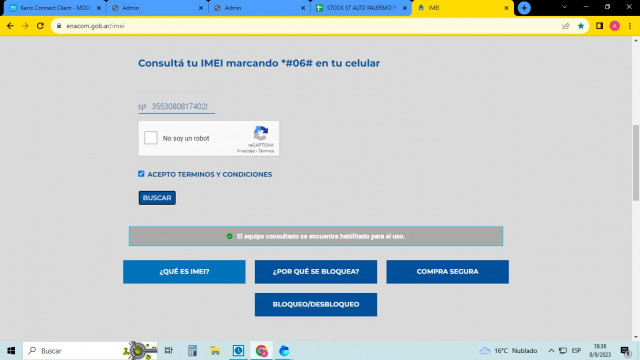 Kerio Connect Client - MODI
Admin
Admin
STOCK ST ALTO PALERMO P
IMEI
enacom.gob.ar/imei
A
Consultá tu IMEI marcando *#06# en tu celular
Nº 35530808174020
No soy un robot
reCAPTCHA
Privacidad - Términos
ACEPTO TERMINOS Y CONDICIONES
BUSCAR
El equipo consultado se encuentra habilitado para el uso.
¿QUÉ ES IMEI?
¿POR QUÉ SE BLOQUEA?
COMPRA SEGURA
BLOQUEO/DESBLOQUEO
Buscar
16°C Nublado
ESP
18:36
8/9/2023